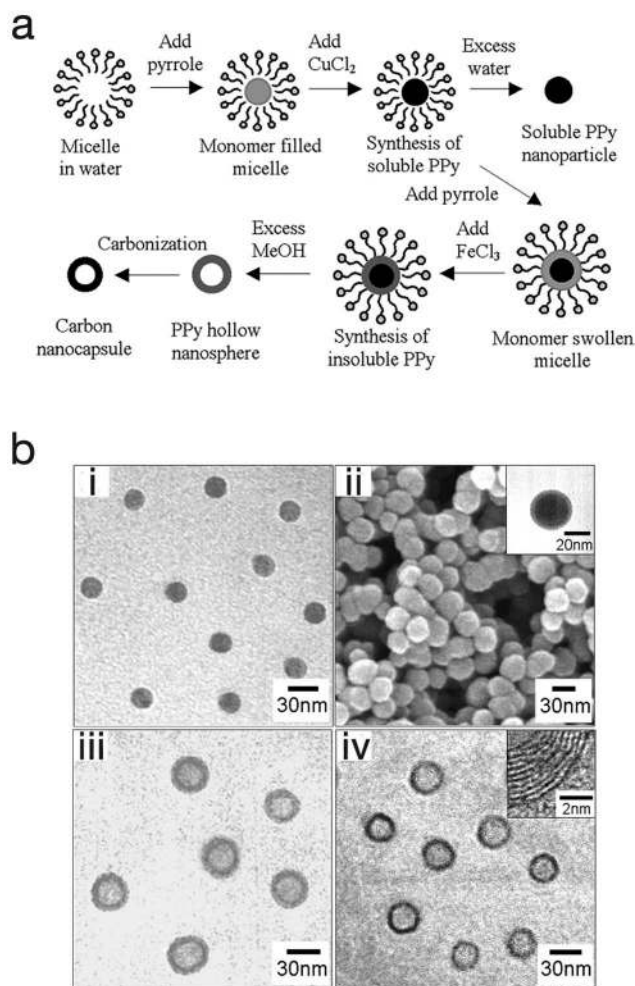 a
Add
pyrrole
Add
CuCl₂
Excess
water
Micelle
in water
Monomer filled
micelle
Synthesis of
soluble PPy
Soluble PPy
nanoparticle
Add pyrrole
Carbonization
Excess
MeOH
Add
FeCl₃
Carbon
nanocapsule
PPy hollow
nanosphere
Synthesis of
insoluble PPy
Monomer swollen
micelle
b
i
30nm
ii
20nm
30nm
iii
30nm
iv
2nm
30nm